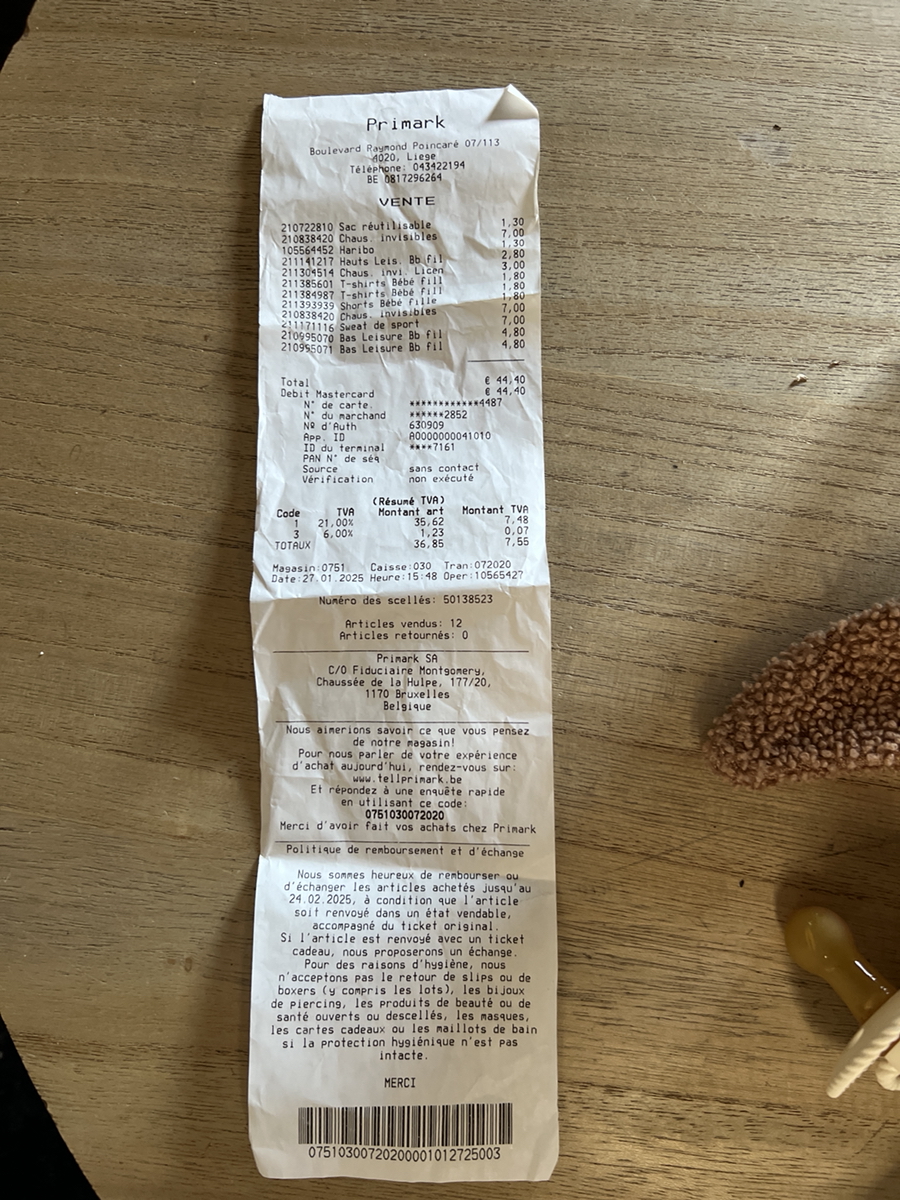 Primark
Boulevard Raymond Poincaré 07/113
4020, Liege
Téléphone: 043422194
BE 0817296264
VENTE
210722810 Sac réutilisable 1,30
210838420 Chaus. invisibles 7,00
105564452 Haribo 1,30
211141217 Hauts Leis. Bb fil 2,80
211304514 Chaus. invi. Licen 3,00
211385601 T-shirts Bébé fill 1,80
211384987 T-shirts Bébé fill 1,80
211393939 Shorts Bébé fille 1,80
210838420 Chaus. invisibles 7,00
211171116 Sweat de sport 7,00
210995070 Bas Leisure Bb fil 4,80
210955071 Bas Leisure Bb fil 4,80
Total € 44,40
Debit Mastercard € 44,40
N° de carte. ************4487
N° du marchand ******2852
Nº d'Auth 630909
App. ID A0000000041010
ID du terminal ****7161
PAN N° de séq
Source sans contact
Vérification non exécuté
(Résumé TVA)
Code TVA Montant art Montant TVA
1 21,00% 35,62 7,48
3 6,00% 1,23 0,07
TOTAUX 36,85 7,55
Magasin:0751 Caisse:030 Tran:072020
Date:27.01.2025 Heure:15:48 Oper:10565427
Numéro des scellés: 50138523
Articles vendus: 12
Articles retournés: 0
Primark SA
C/O Fiduciaire Montgomery,
Chaussée de la Hulpe, 177/20,
1170 Bruxelles
Belgique
Nous aimerions savoir ce que vous pensez
de notre magasin!
Pour nous parler de votre expérience
d'achat aujourd'hui, rendez-vous sur:
www.tellprimark.be
Et répondez à une enquête rapide
en utilisant ce code:
0751030072020
Merci d'avoir fait vos achats chez Primark
Politique de remboursement et d'échange
Nous sommes heureux de rembourser ou
d'échanger les articles achetés jusqu'au
24.02.2025, à condition que l'article
soit renvoyé dans un état vendable,
accompagné du ticket original.
Si l'article est renvoyé avec un ticket
cadeau, nous proposerons un échange.
Pour des raisons d'hygiène, nous
n'acceptons pas le retour de slips ou de
boxers (y compris les lots), les bijoux
de piercing, les produits de beauté ou de
santé ouverts ou descellés, les masques,
les cartes cadeaux ou les maillots de bain
si la protection hygiénique n'est pas
intacte.
MERCI
07510300720200001012725003